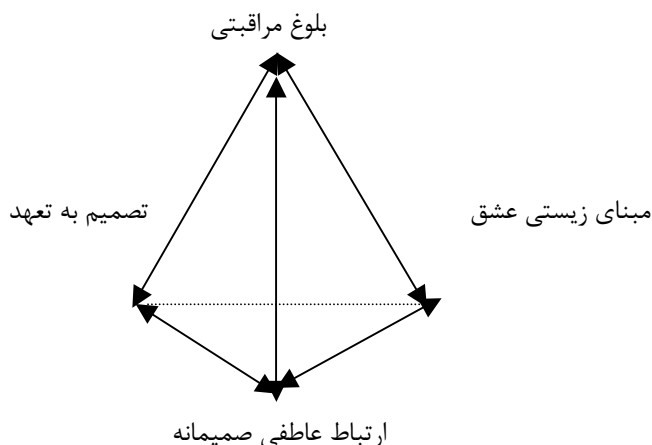 بلوغ مراقبتی
مبنای زیستی عشق
تصمیم به تعهد
ارتباط عاطفی صمیمانه